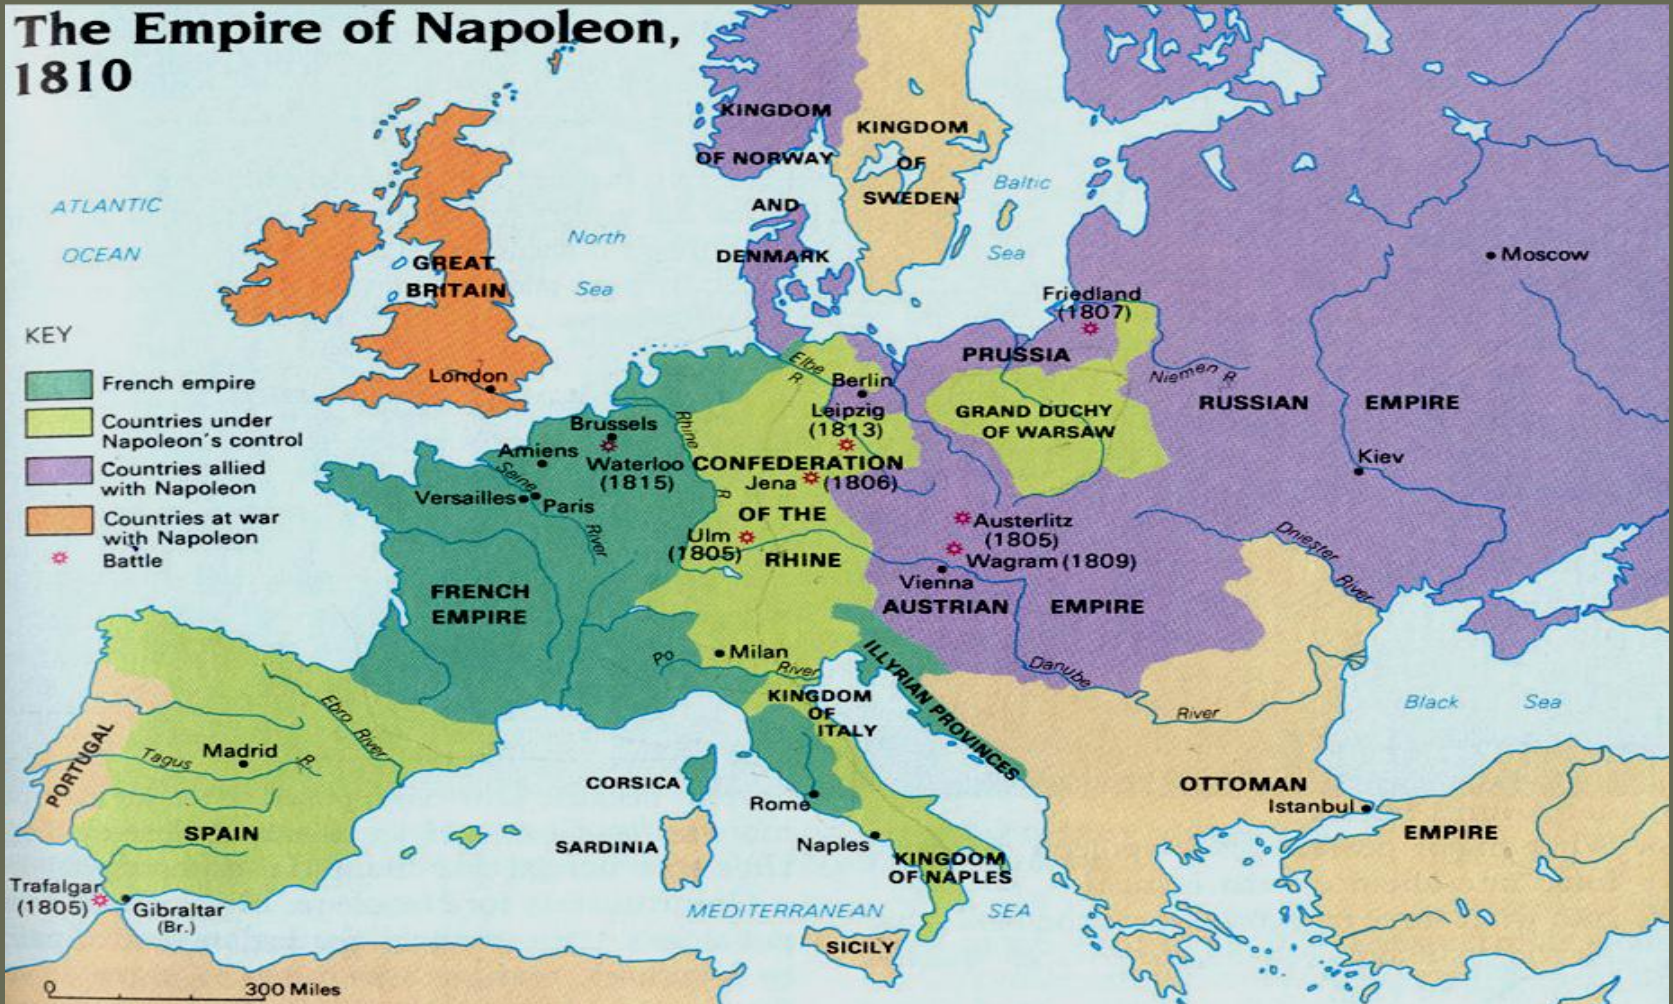 The Empire of Napoleon,
1810
ATLANTIC
OCEAN
North
Sea
Baltic
Sea
KINGDOM
OF NORWAY
AND
DENMARK
KINGDOM
OF
SWEDEN
GREAT
BRITAIN
London
KEY
French empire
Countries under
Napoleon's control
Countries allied
with Napoleon
Countries at war
with Napoleon
Battle
Moscow
Friedland
(1807)
PRUSSIA
Niemen R.
RUSSIAN EMPIRE
Kiev
Elbe
R.
Berlin
Leipzig
(1813)
GRAND DUCHY
OF WARSAW
Brussels
Amiens
Waterloo
(1815)
Rhine
R.
Seine
River
Versailles
Paris
CONFEDERATION
Jena (1806)
OF THE
RHINE
Ulm
(1805)
Austerlitz
(1805)
Wagram (1809)
Vienna
AUSTRIAN EMPIRE
Dniester
River
FRENCH
EMPIRE
Milan
Po
River
KINGDOM
OF
ITALY
ILLYRIAN PROVINCES
Danube
River
Black Sea
Ebro River
PORTUGAL
Tagus R.
Madrid
SPAIN
CORSICA
SARDINIA
Rome
Naples
KINGDOM
OF NAPLES
OTTOMAN
Istanbul
EMPIRE
Trafalgar
(1805)
Gibraltar
(Br.)
MEDITERRANEAN SEA
SICILY
0 300 Miles